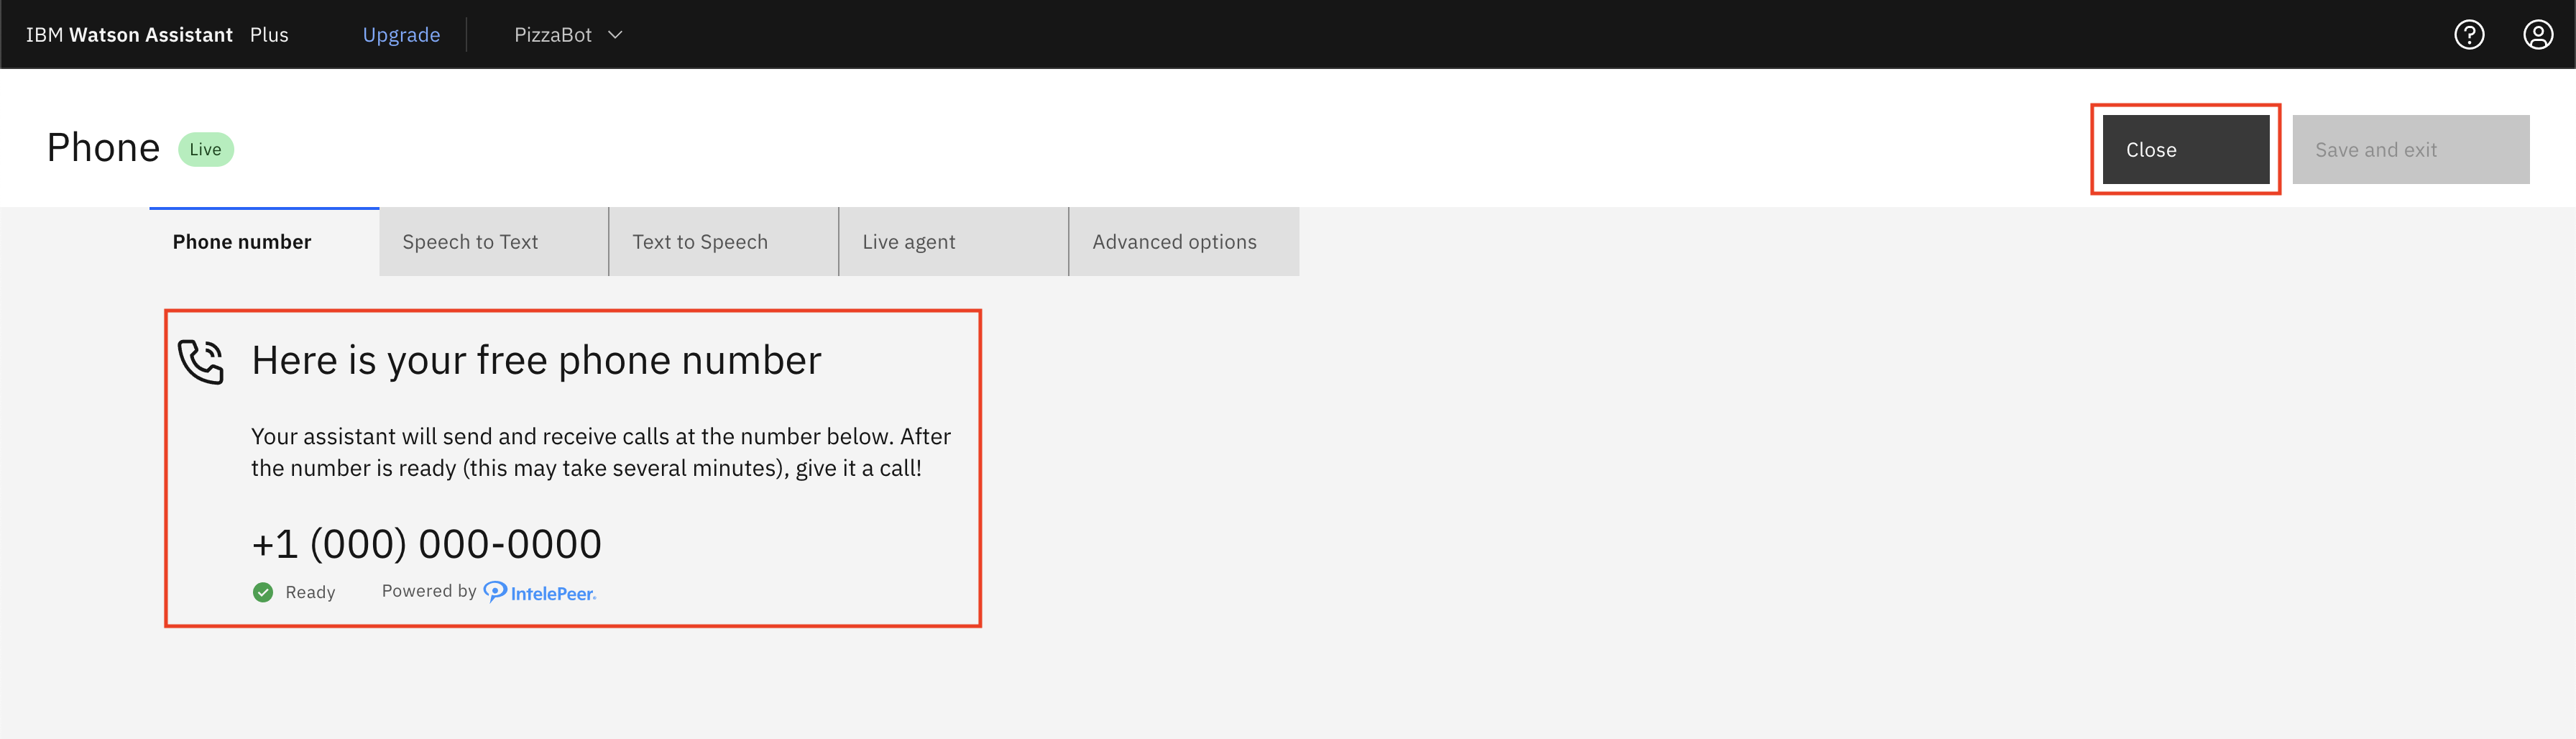 IBM Watson Assistant Plus Upgrade PizzaBot
Phone Live
Close Save and exit
Phone number Speech to Text Text to Speech Live agent Advanced options
Here is your free phone number
Your assistant will send and receive calls at the number below. After
the number is ready (this may take several minutes), give it a call!
+1 (000) 000-0000
Ready Powered by IntelePeer.